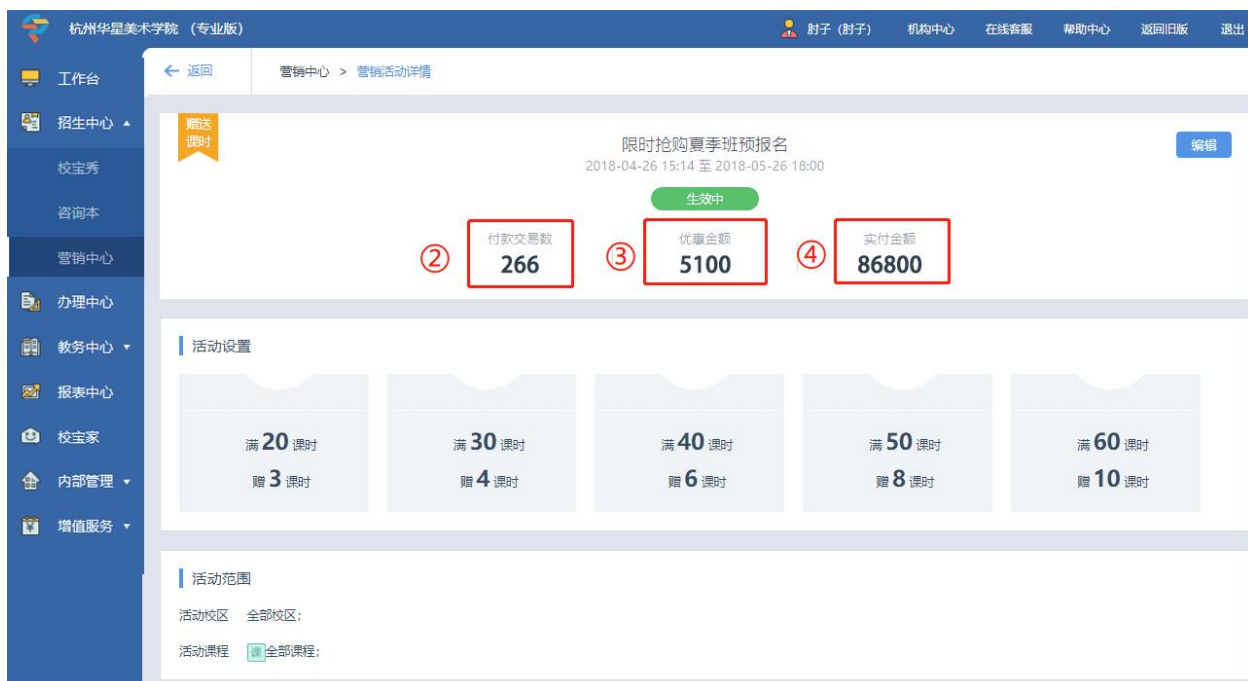 杭州华星美术学院 （专业版）
肘子 (肘子)
机构中心
在线客服
帮助中心
返回旧版
退出
工作台
招生中心
校宝秀
咨询本
营销中心
办理中心
教务中心
报表中心
校宝家
内部管理
增值服务
← 返回
营销中心 > 营销活动详情
赠送
课时
限时抢购夏季班预报名
编辑
2018-04-26 15:14 至 2018-05-26 18:00
生效中
② 付款交易数
266
③ 优惠金额
5100
④ 实付金额
86800
活动设置
满 20 课时
赠 3 课时
满 30 课时
赠 4 课时
满 40 课时
赠 6 课时
满 50 课时
赠 8 课时
满 60 课时
赠 10 课时
活动范围
活动校区 全部校区;
活动课程 课 全部课程;